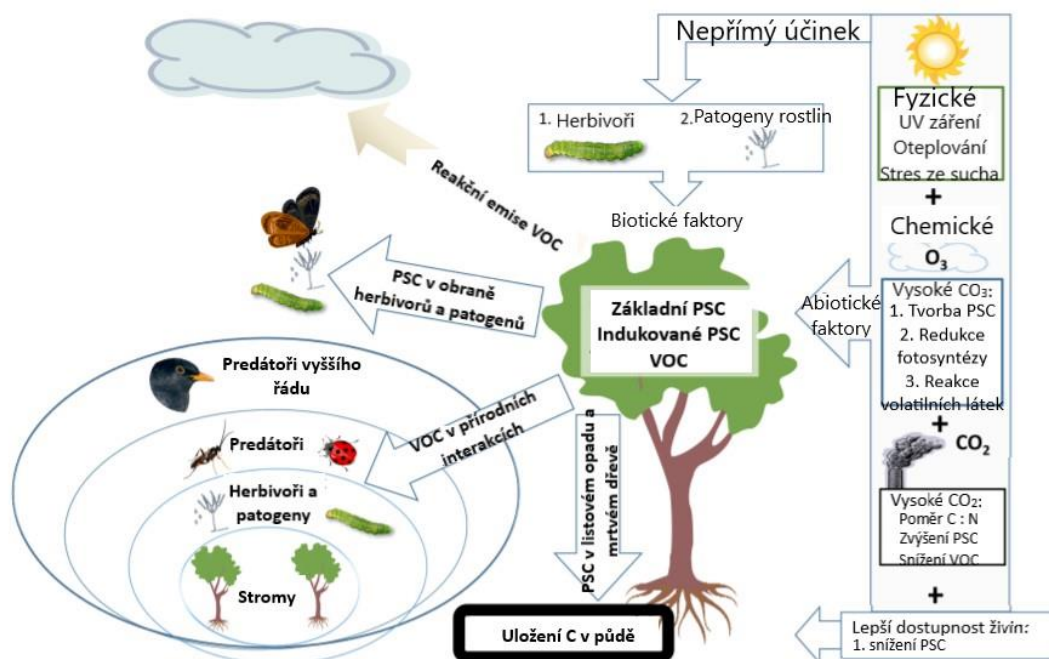 Nepřímý účinek
1. Herbivoři
2. Patogeny rostlin
Biotické faktory
Fyzické
UV záření
Oteplování
Stres ze sucha
+
Chemické
O₃
Vysoké CO₃:
1. Tvorba PSC
2. Redukce
fotosyntézy
3. Reakce
volatilních látek
+
CO₂
Vysoké CO₂:
Poměr C : N
Zvýšení PSC
Snížení VOC
+
Lepší dostupnost živin:
1. snížení PSC
Abiotické
faktory
Základní PSC
Indukované PSC
VOC
Reakční emise VOC
PSC v obraně
herbivorů a patogenů
VOC v přírodních
interakcích
PSC v listovém opadu a
mrtvém dřevě
Uložení C v půdě
Predátoři vyššího
řádu
Predátoři
Herbivoři a
patogeny
Stromy